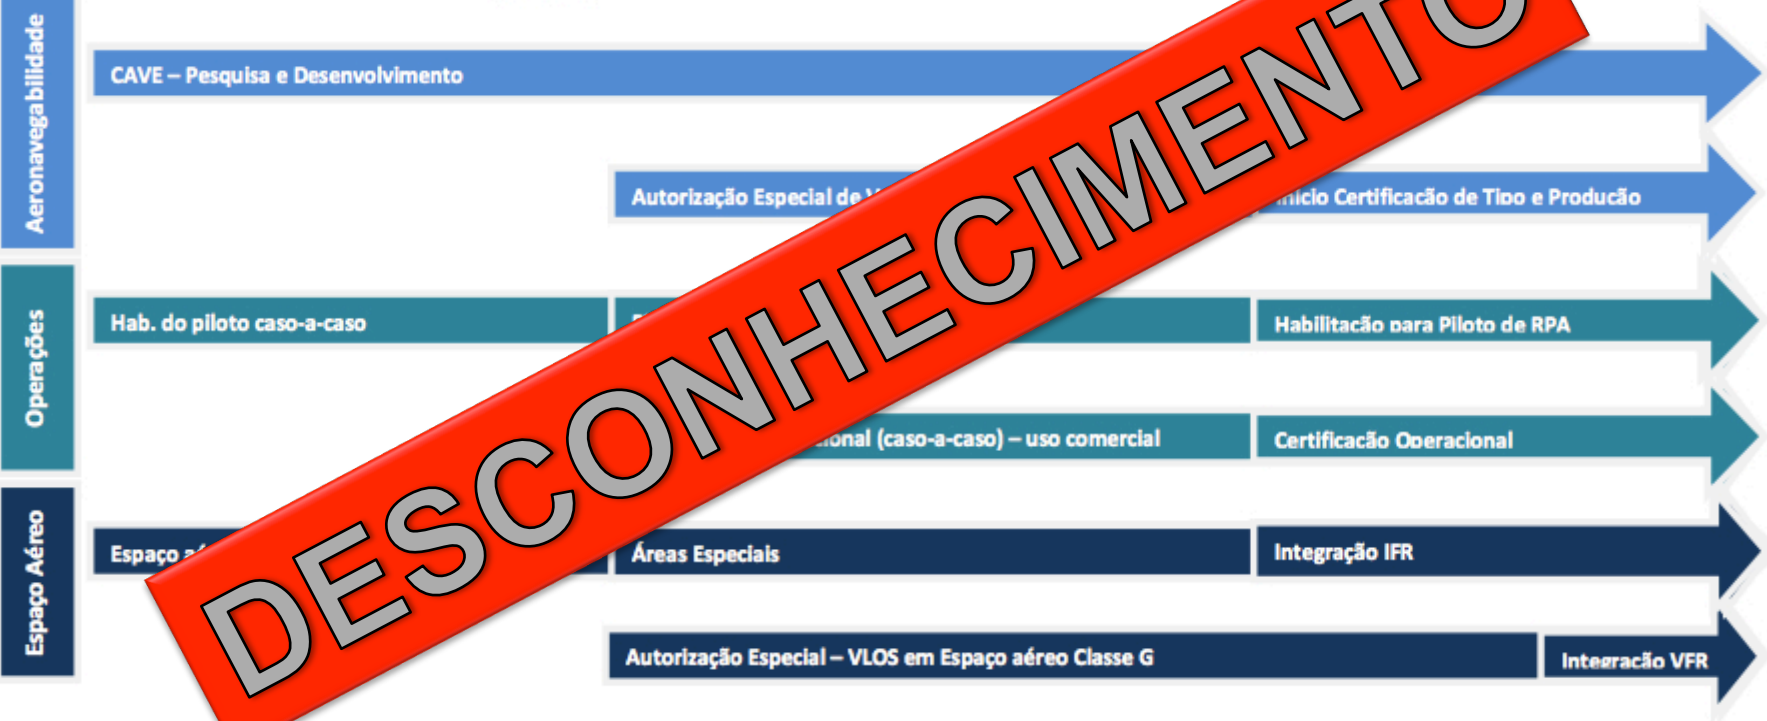 Aeronavegabilidade
CAVE – Pesquisa e Desenvolvimento
Autorização Especial de
Início Certificação de Tipo e Produção
Operações
Hab. do piloto caso-a-caso
Habilitação para Piloto de RPA
(caso-a-caso) – uso comercial
Certificação Operacional
Espaço Aéreo
Espaço
Áreas Especiais
Integração IFR
Autorização Especial – VLOS em Espaço aéreo Classe G
Integração VFR
DESCONHECIMENTO